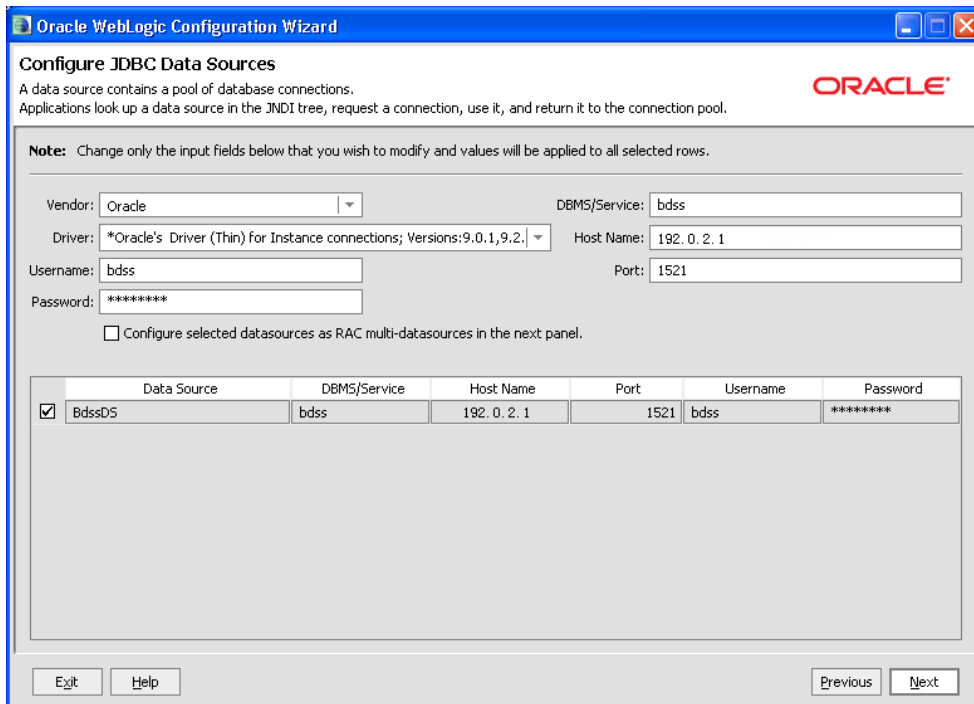 Oracle WebLogic Configuration Wizard
Configure JDBC Data Sources
A data source contains a pool of database connections.
Applications look up a data source in the JNDI tree, request a connection, use it, and return it to the connection pool.
ORACLE
Note: Change only the input fields below that you wish to modify and values will be applied to all selected rows.
Vendor: Oracle DBMS/Service: bdss
Driver: *Oracle's Driver (Thin) for Instance connections; Versions:9.0.1,9.2. Host Name: 192.0.2.1
Username: bdss Port: 1521
Password: ********
Configure selected datasources as RAC multi-datasources in the next panel.
Data Source DBMS/Service Host Name Port Username Password
BdssDS bdss 192.0.2.1 1521 bdss ********
Exit Help Previous Next